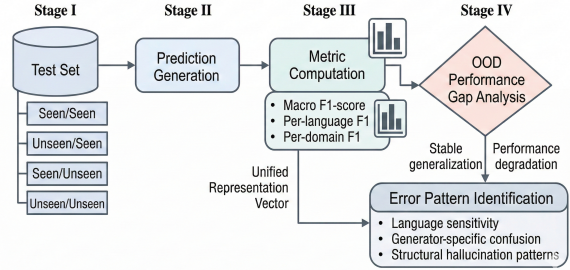 Stage I
Stage II
Stage III
Stage IV
Test Set
Seen/Seen
Unseen/Seen
Seen/Unseen
Unseen/Unseen
Prediction
Generation
Metric
Computation
• Macro F1-score
• Per-language F1
• Per-domain F1
OOD
Performance
Gap Analysis
Unified
Representation
Vector
Stable
generalization
Performance
degradation
Error Pattern Identification
• Language sensitivity
• Generator-specific confusion
• Structural hallucination patterns